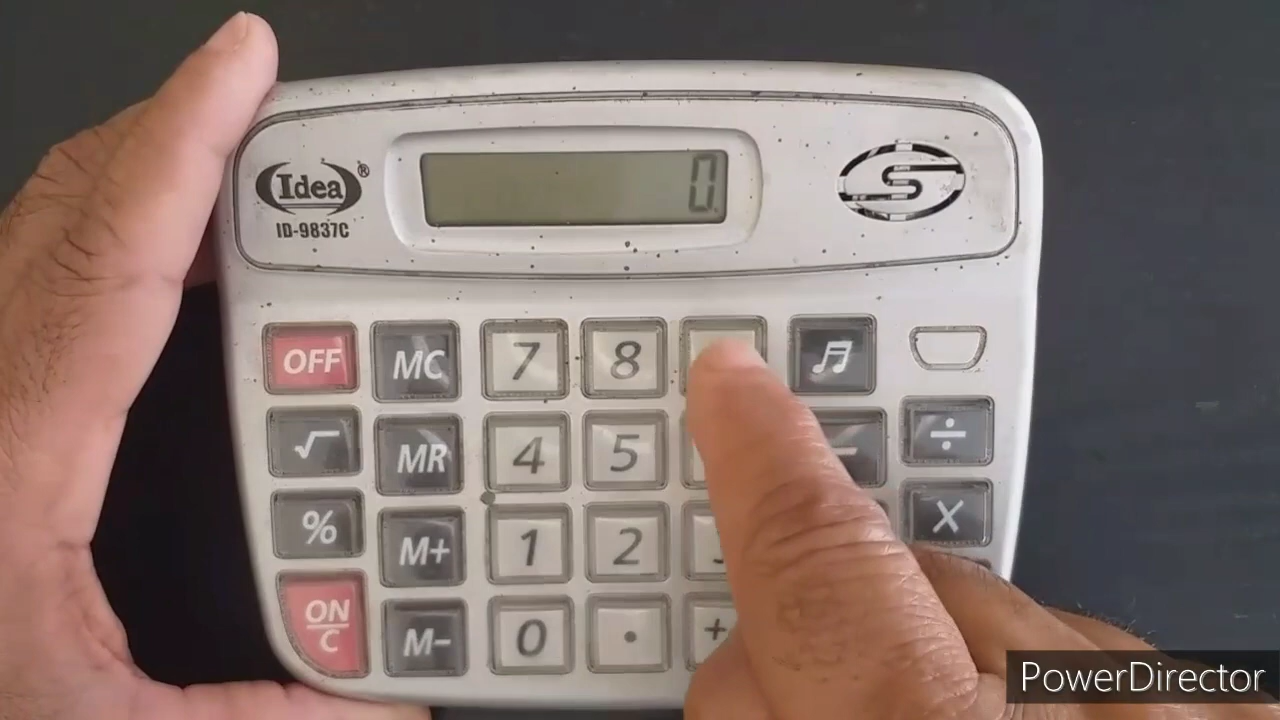 Idea®
ID-9837C
0.
OFF MC 7 8
√ MR 4 5 − ÷
% M+ 1 2 X
ON/C M− 0 . +
PowerDirector